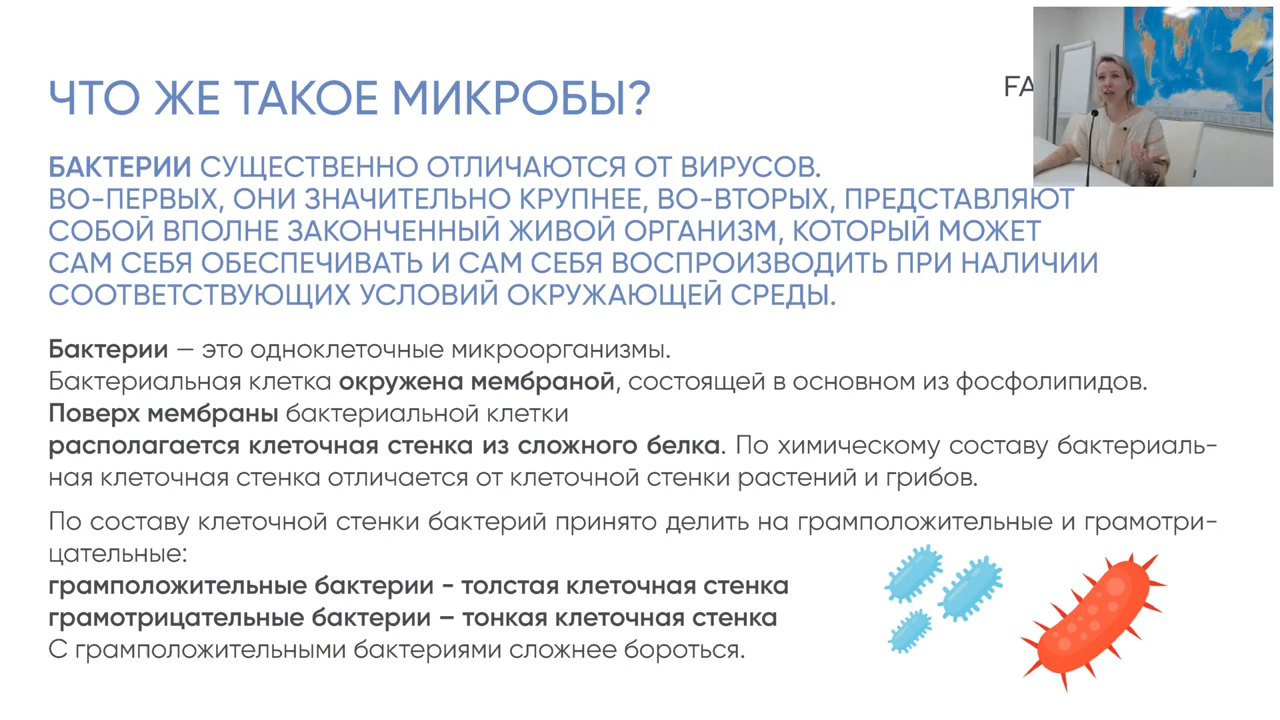 ЧТО ЖЕ ТАКОЕ МИКРОБЫ?
FA
БАКТЕРИИ СУЩЕСТВЕННО ОТЛИЧАЮТСЯ ОТ ВИРУСОВ.
ВО-ПЕРВЫХ, ОНИ ЗНАЧИТЕЛЬНО КРУПНЕЕ, ВО-ВТОРЫХ, ПРЕДСТАВЛЯЮТ
СОБОЙ ВПОЛНЕ ЗАКОНЧЕННЫЙ ЖИВОЙ ОРГАНИЗМ, КОТОРЫЙ МОЖЕТ
САМ СЕБЯ ОБЕСПЕЧИВАТЬ И САМ СЕБЯ ВОСПРОИЗВОДИТЬ ПРИ НАЛИЧИИ
СООТВЕТСТВУЮЩИХ УСЛОВИЙ ОКРУЖАЮЩЕЙ СРЕДЫ.
Бактерии — это одноклеточные микроорганизмы.
Бактериальная клетка окружена мембраной, состоящей в основном из фосфолипидов.
Поверх мембраны бактериальной клетки
располагается клеточная стенка из сложного белка. По химическому составу бактериаль-
ная клеточная стенка отличается от клеточной стенки растений и грибов.
По составу клеточной стенки бактерий принято делить на грамположительные и грамотри-
цательные:
грамположительные бактерии - толстая клеточная стенка
грамотрицательные бактерии – тонкая клеточная стенка
С грамположительными бактериями сложнее бороться.